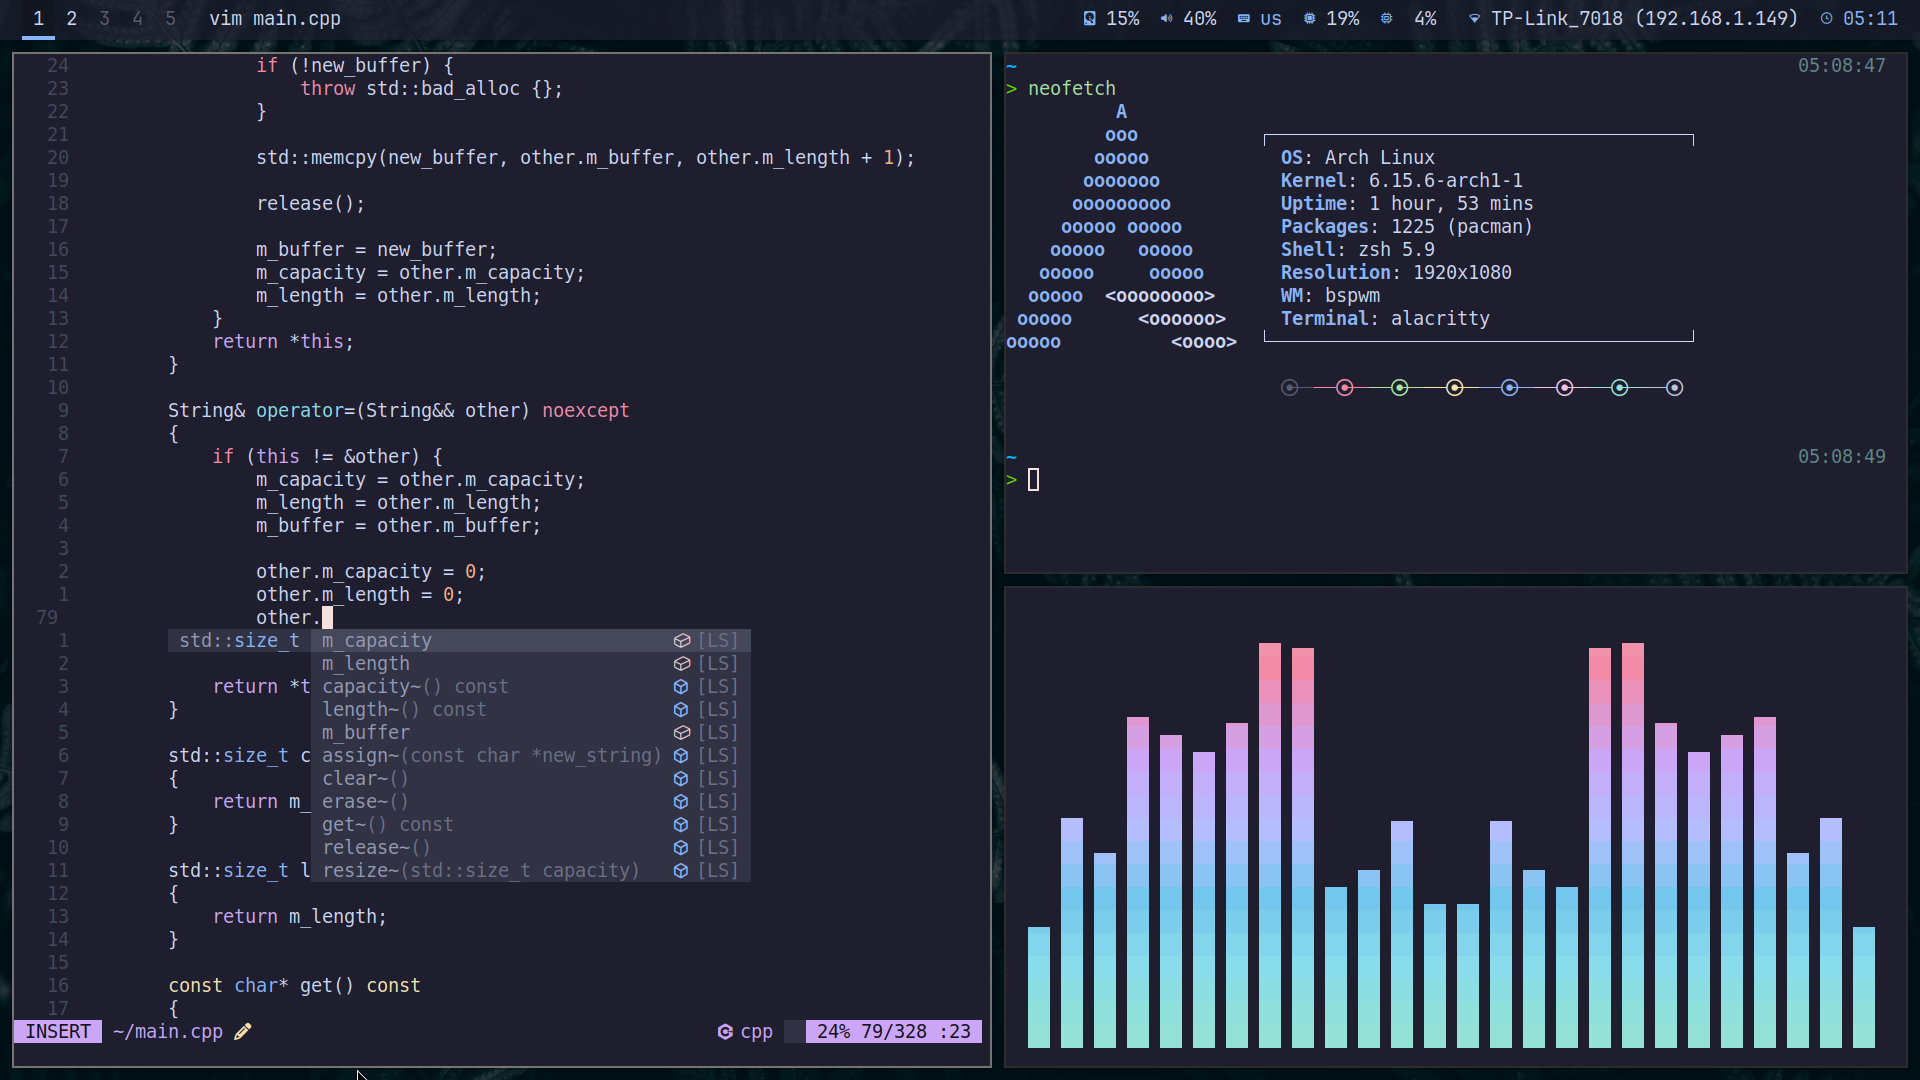 1 2 3 4 5 vim main.cpp 15% 40% us 19% 4% TP-Link_7018 (192.168.1.149) 05:11
24 if (!new_buffer) {
23 throw std::bad_alloc {};
22 }
21
20 std::memcpy(new_buffer, other.m_buffer, other.m_length + 1);
19
18 release();
17
16 m_buffer = new_buffer;
15 m_capacity = other.m_capacity;
14 m_length = other.m_length;
13 }
12 return *this;
11 }
10
9 String& operator=(String&& other) noexcept
8 {
7 if (this != &other) {
6 m_capacity = other.m_capacity;
5 m_length = other.m_length;
4 m_buffer = other.m_buffer;
3
2 other.m_capacity = 0;
1 other.m_length = 0;
79 other.
1 std::size_t m_capacity [LS]
2 m_length [LS]
3 return *t capacity~() const [LS]
4 } length~() const [LS]
5 m_buffer [LS]
6 std::size_t c assign~(const char *new_string) [LS]
7 { clear~() [LS]
8 return m_ erase~() [LS]
9 } get~() const [LS]
10 release~() [LS]
11 std::size_t l resize~(std::size_t capacity) [LS]
12 {
13 return m_length;
14 }
15
16 const char* get() const
17 {
INSERT ~/main.cpp cpp 24% 79/328 :23
~ 05:08:47
> neofetch
A
ooo
ooooo OS: Arch Linux
ooooooo Kernel: 6.15.6-arch1-1
ooooooooo Uptime: 1 hour, 53 mins
ooooo ooooo Packages: 1225 (pacman)
ooooo ooooo Shell: zsh 5.9
ooooo ooooo Resolution: 1920x1080
ooooo <oooooooo> WM: bspwm
ooooo <oooooo> Terminal: alacritty
ooooo <oooo>
~ 05:08:49
>